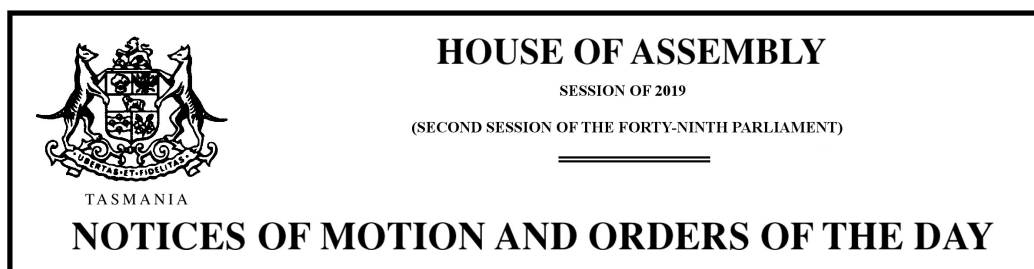 HOUSE OF ASSEMBLY
SESSION OF 2019
(SECOND SESSION OF THE FORTY-NINTH PARLIAMENT)
UBERTAS·ET·FIDELITAS
TASMANIA
NOTICES OF MOTION AND ORDERS OF THE DAY